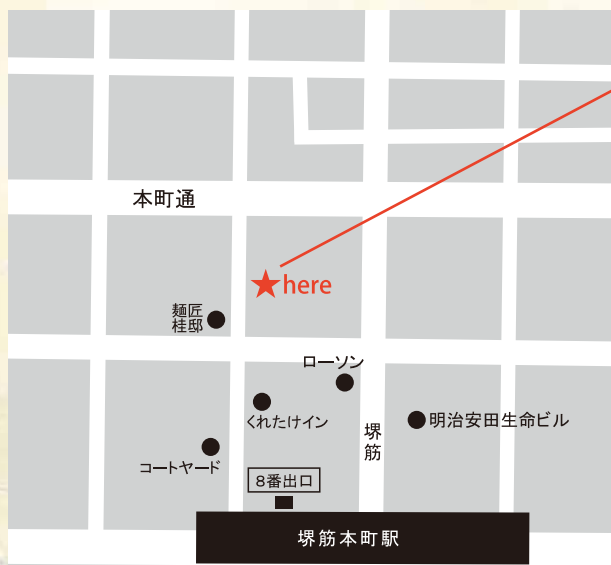 本町通
here
麺匠
桂邸
ローソン
くれたけイン
堺筋
明治安田生命ビル
コートヤード
8番出口
堺筋本町駅